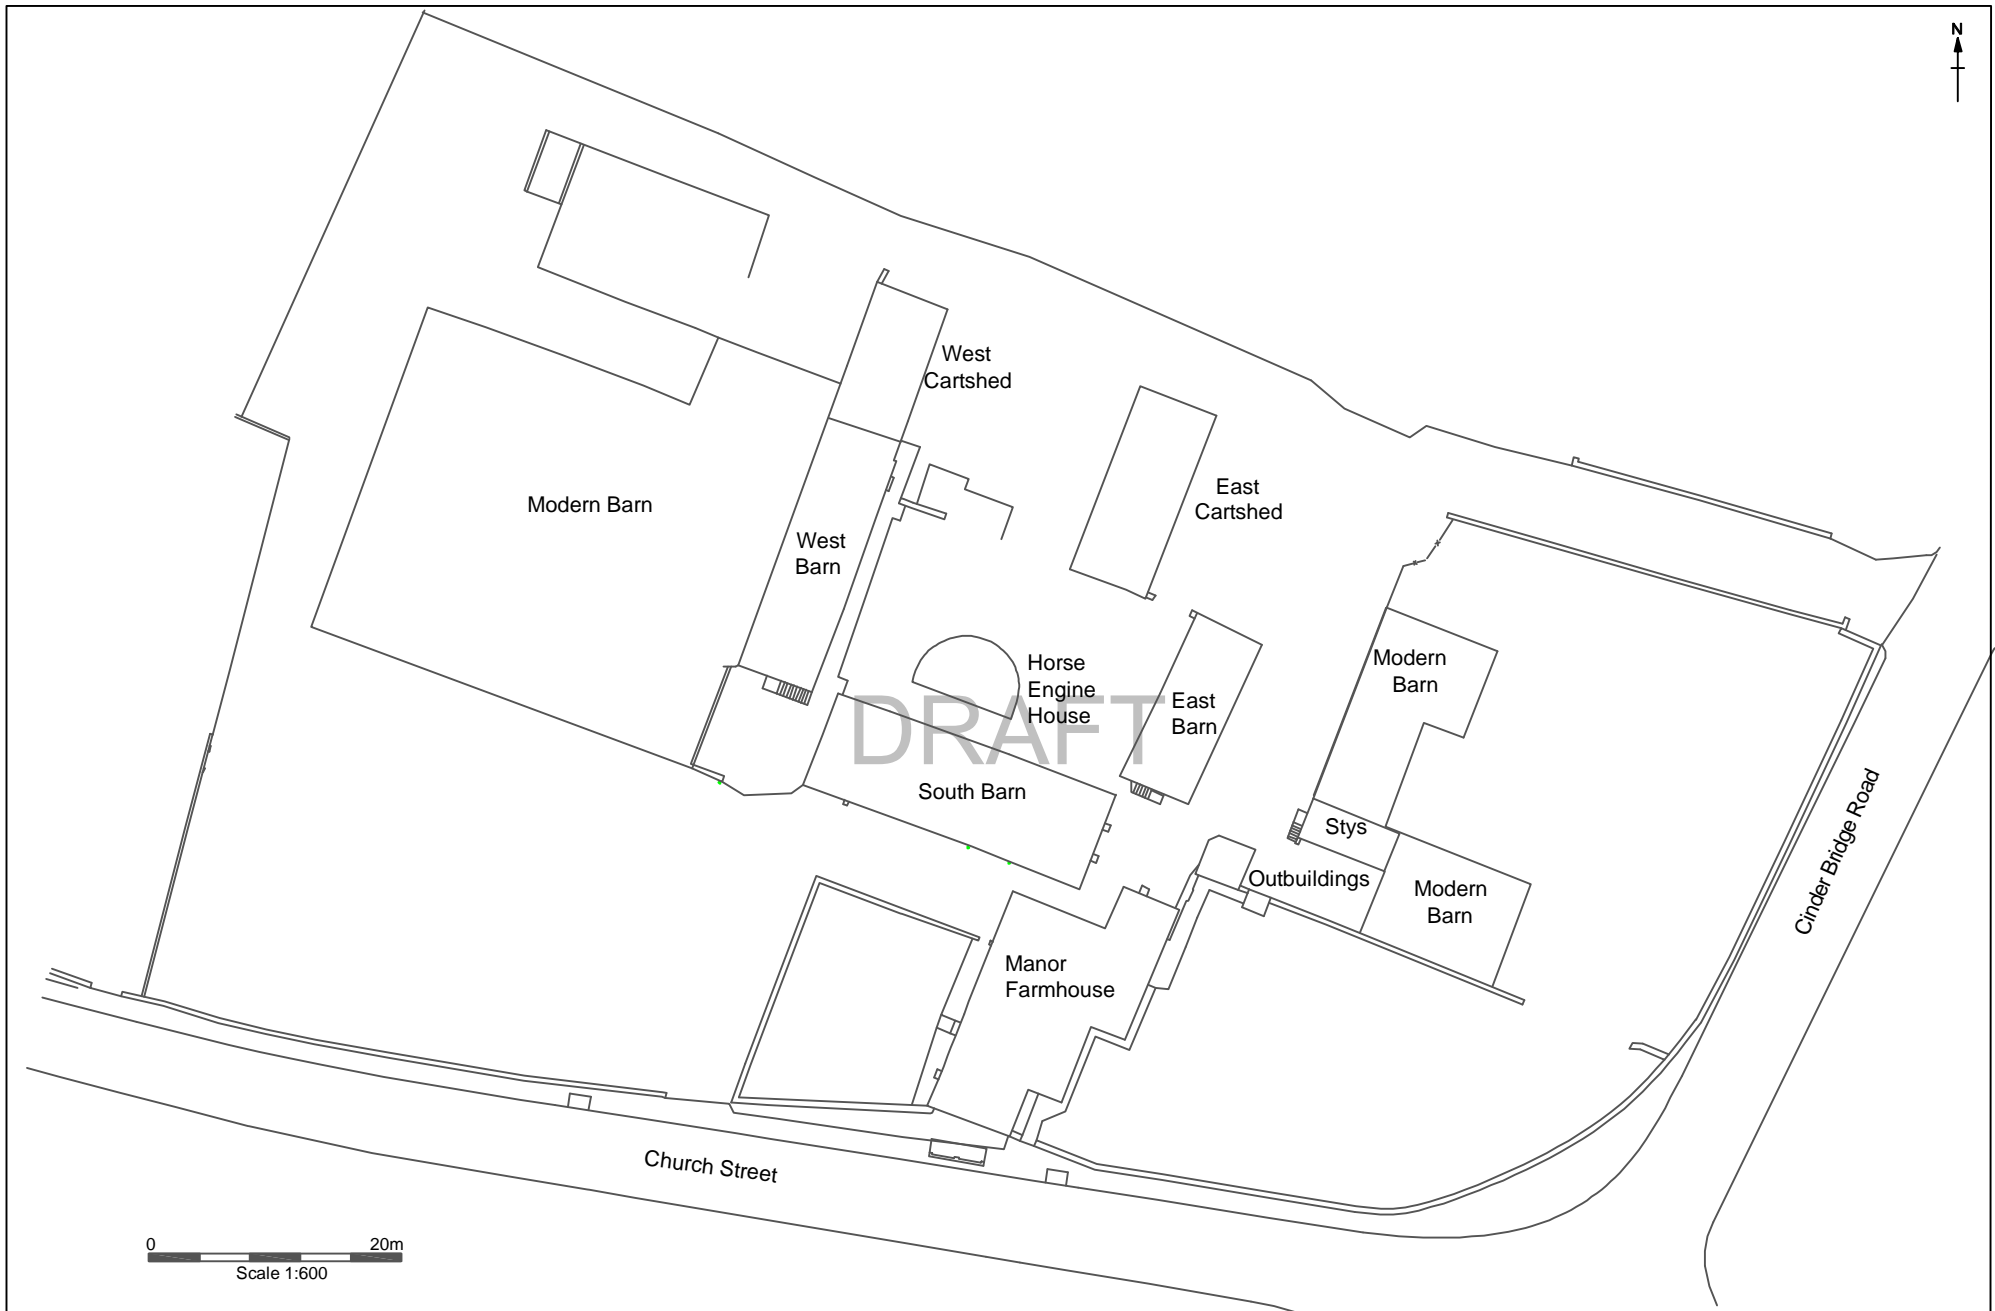 N
West
Cartshed
East
Cartshed
Modern Barn
West
Barn
Horse
Engine
House
Modern
Barn
East
Barn
DRAFT
South Barn
Stys
Outbuildings
Modern
Barn
Cinder Bridge Road
Manor
Farmhouse
Church Street
0 20m
Scale 1:600